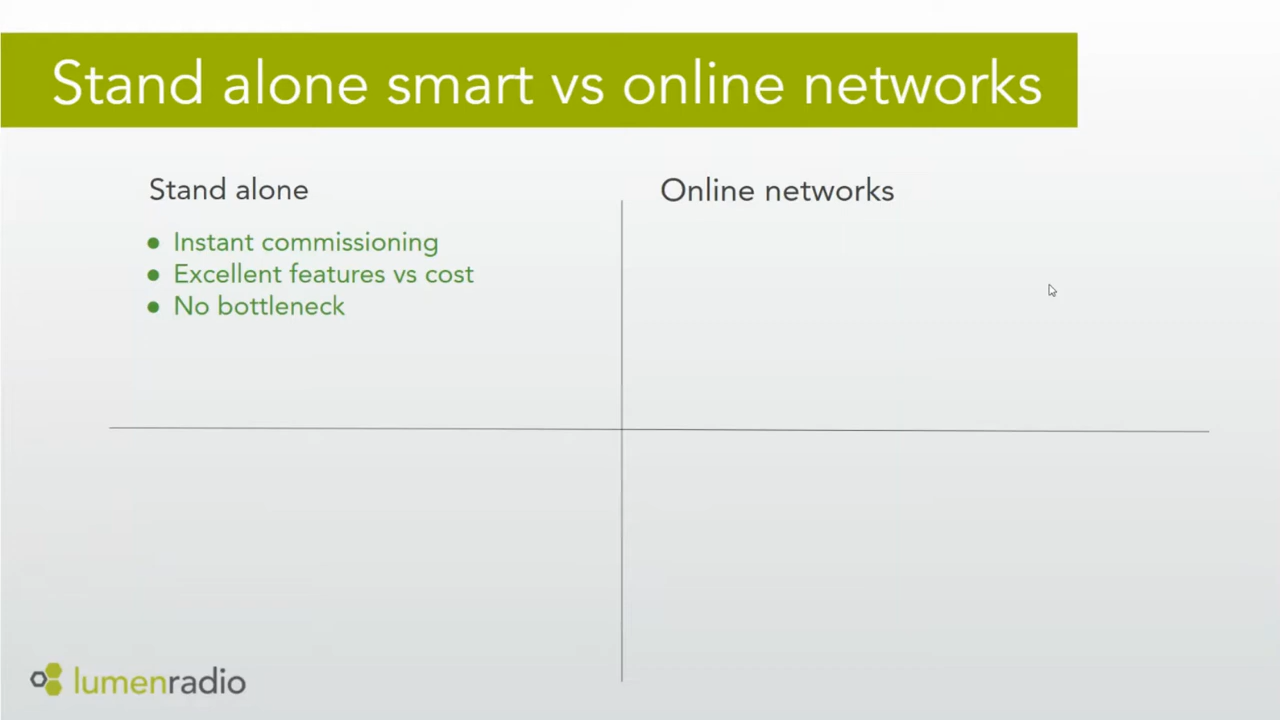 Stand alone smart vs online networks
Stand alone
● Instant commissioning
● Excellent features vs cost
● No bottleneck
Online networks
lumenradio